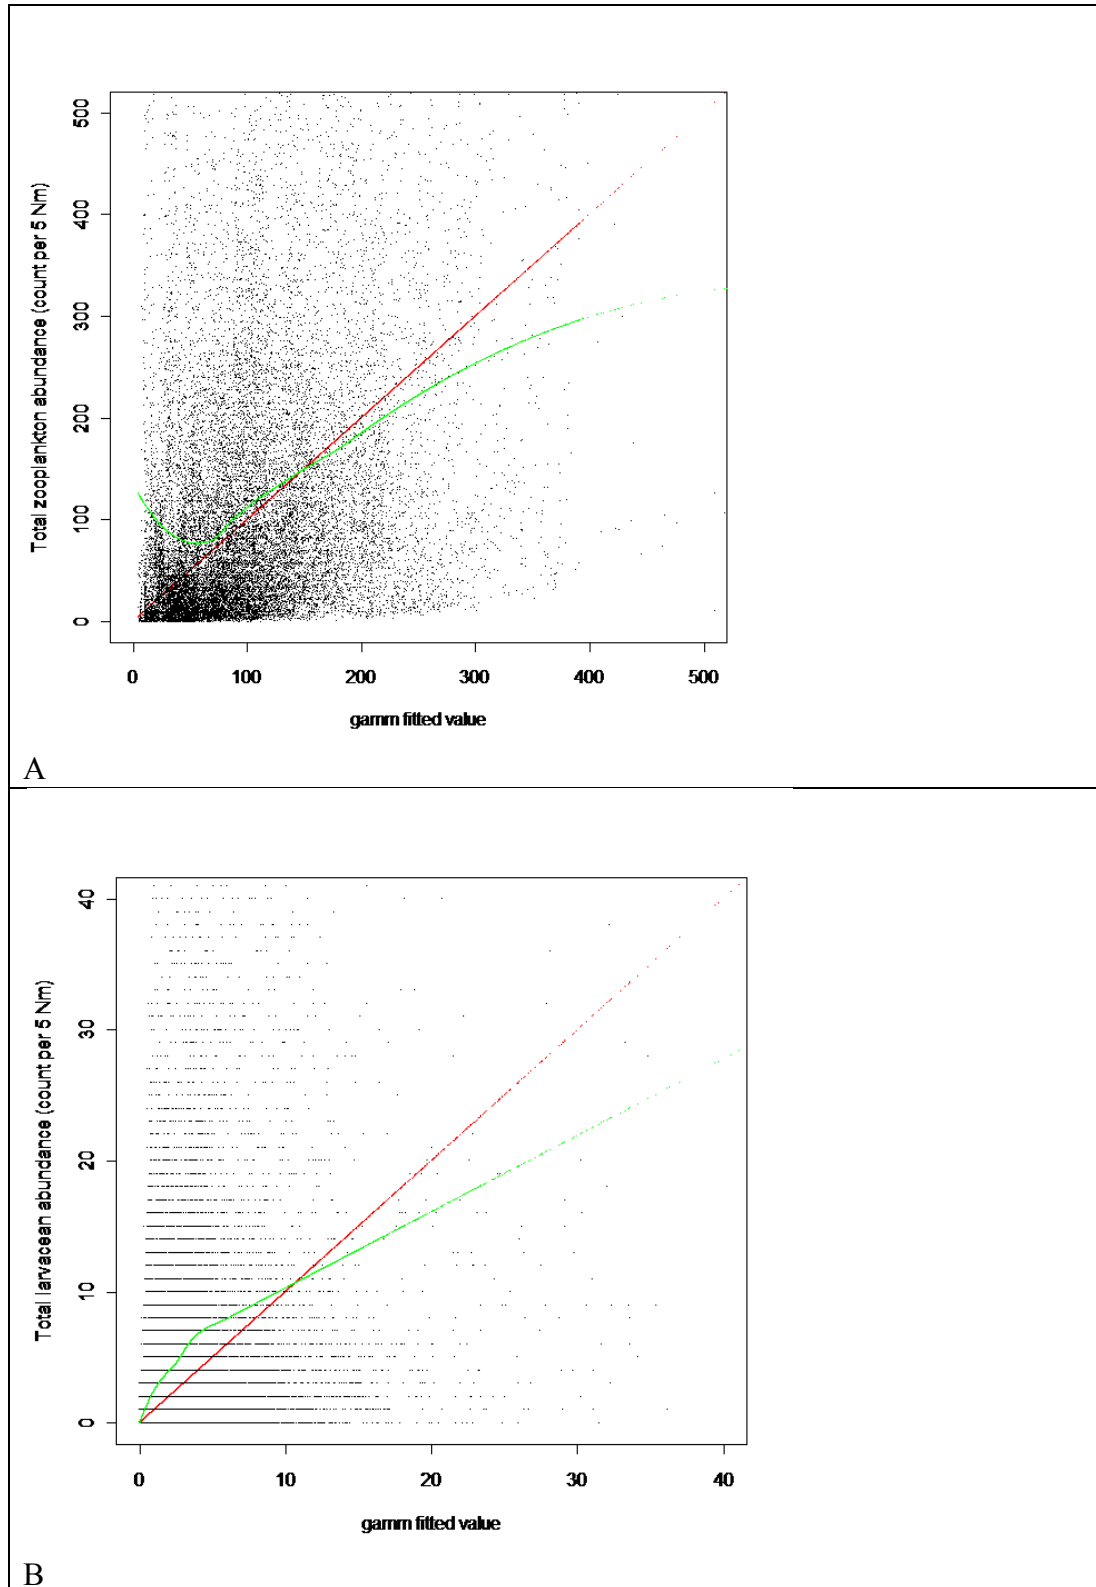 Total zooplankton abundance (count per 5 Nm)
500
400
300
200
100
0
0 100 200 300 400 500
gamm fitted value
A
Total larvacean abundance (count per 5 Nm)
40
30
20
10
0
0 10 20 30 40
gamm fitted value
B